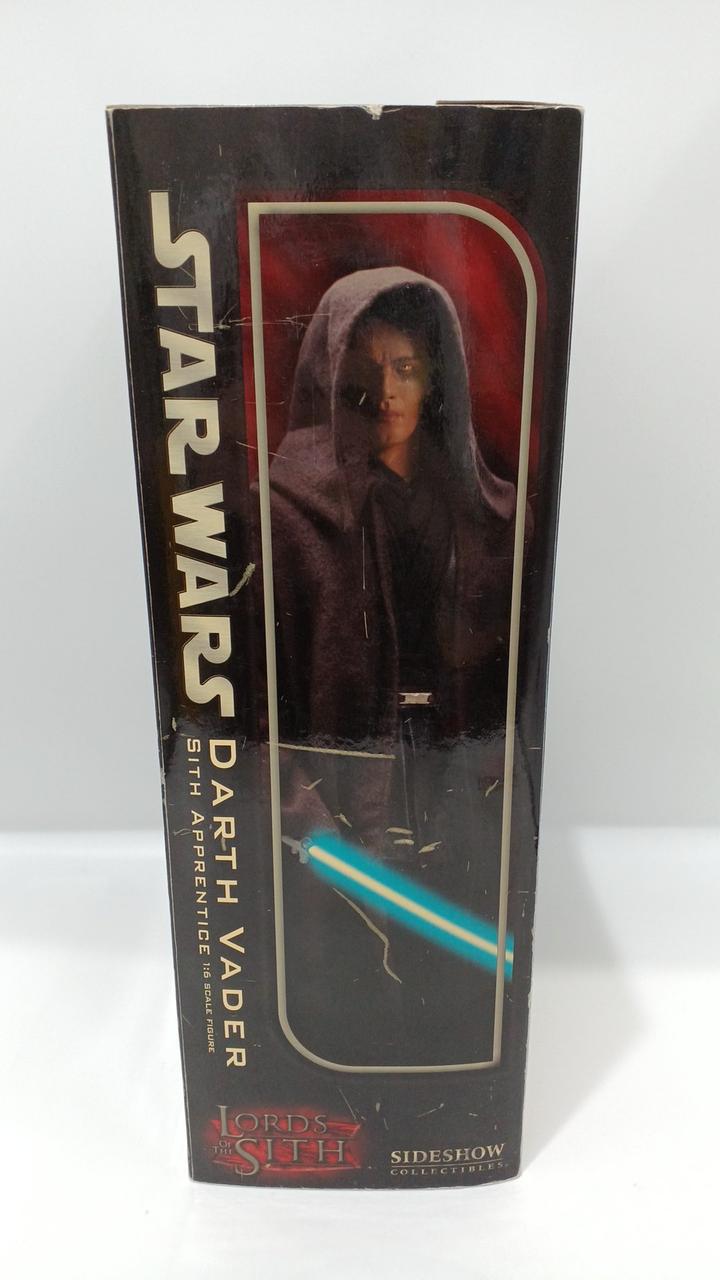 STAR WARS
DARTH VADER
SITH APPRENTICE 1:6 SCALE FIGURE
LORDS
OF THE SITH
SIDESHOW
COLLECTIBLES